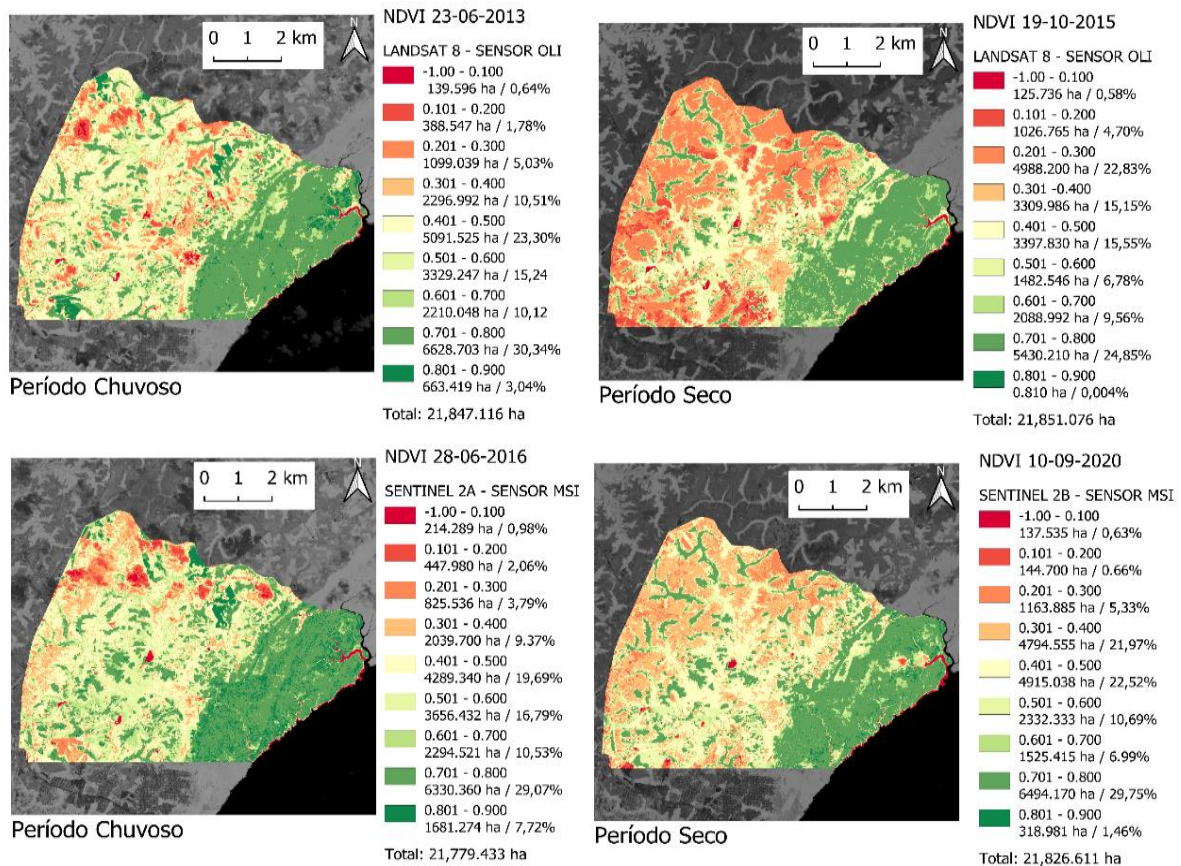 NDVI 23-06-2013
N
0 1 2 km
LANDSAT 8 - SENSOR OLI
-1.00 - 0.100
139.596 ha / 0,64%
0.101 - 0.200
388.547 ha / 1,78%
0.201 - 0.300
1099.039 ha / 5,03%
0.301 - 0.400
2296.992 ha / 10,51%
0.401 - 0.500
5091.525 ha / 23,30%
0.501 - 0.600
3329.247 ha / 15,24
0.601 - 0.700
2210.048 ha / 10,12
0.701 - 0.800
6628.703 ha / 30,34%
0.801 - 0.900
663.419 ha / 3,04%
Total: 21,847.116 ha
Período Chuvoso
NDVI 19-10-2015
N
0 1 2 km
LANDSAT 8 - SENSOR OLI
-1.00 - 0.100
125.736 ha / 0,58%
0.101 - 0.200
1026.765 ha / 4,70%
0.201 - 0.300
4988.200 ha / 22,83%
0.301 -0.400
3309.986 ha / 15,15%
0.401 - 0.500
3397.830 ha / 15,55%
0.501 - 0.600
1482.546 ha / 6,78%
0.601 - 0.700
2088.992 ha / 9,56%
0.701 - 0.800
5430.210 ha / 24,85%
0.801 - 0.900
0.810 ha / 0,004%
Total: 21,851.076 ha
Período Seco
NDVI 28-06-2016
N
0 1 2 km
SENTINEL 2A - SENSOR MSI
-1.00 - 0.100
214.289 ha / 0,98%
0.101 - 0.200
447.980 ha / 2,06%
0.201 - 0.300
825.536 ha / 3,79%
0.301 - 0.400
2039.700 ha / 9.37%
0.401 - 0.500
4289.340 ha / 19,69%
0.501 - 0.600
3656.432 ha / 16,79%
0.601 - 0.700
2294.521 ha / 10,53%
0.701 - 0.800
6330.360 ha / 29,07%
0.801 - 0.900
1681.274 ha / 7,72%
Total: 21,779.433 ha
Período Chuvoso
NDVI 10-09-2020
N
0 1 2 km
SENTINEL 2B - SENSOR MSI
-1.00 - 0.100
137.535 ha / 0,63%
0.101 - 0.200
144.700 ha / 0.66%
0.201 - 0.300
1163.885 ha / 5,33%
0.301 - 0.400
4794.555 ha / 21,97%
0.401 - 0.500
4915.038 ha / 22,52%
0.501 - 0.600
2332.333 ha / 10,69%
0.601 - 0.700
1525.415 ha / 6.99%
0.701 - 0.800
6494.170 ha / 29,75%
0.801 - 0.900
318.981 ha / 1,46%
Total: 21,826.611 ha
Período Seco